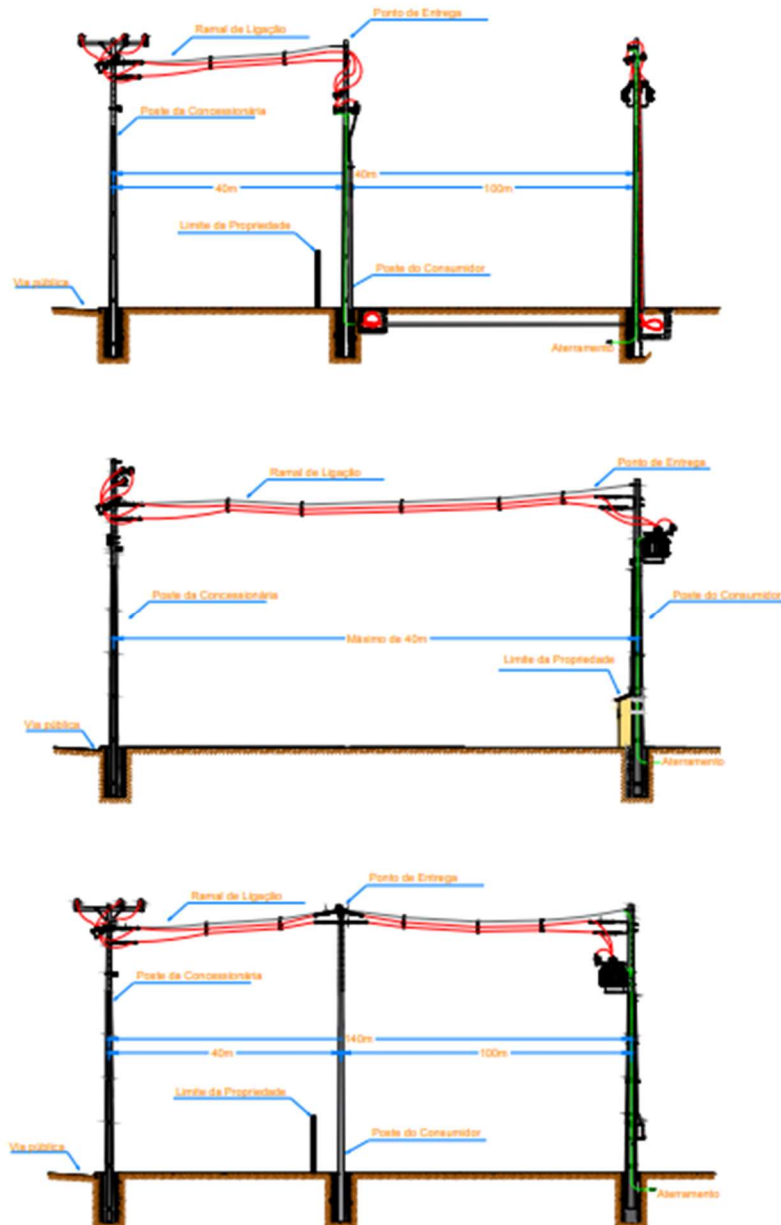 Ramal de Ligação
Ponto de Entrega
Poste da Concessionária
40m
40m
100m
Limite da Propriedade
Poste do Consumidor
Via pública
Aterramento
Ramal de Ligação
Ponto de Entrega
Poste da Concessionária
Poste do Consumidor
Máximo de 40m
Limite da Propriedade
Via pública
Aterramento
Ponto de Entrega
Ramal de Ligação
Poste da Concessionária
140m
40m
100m
Limite da Propriedade
Via pública
Poste do Consumidor
Aterramento